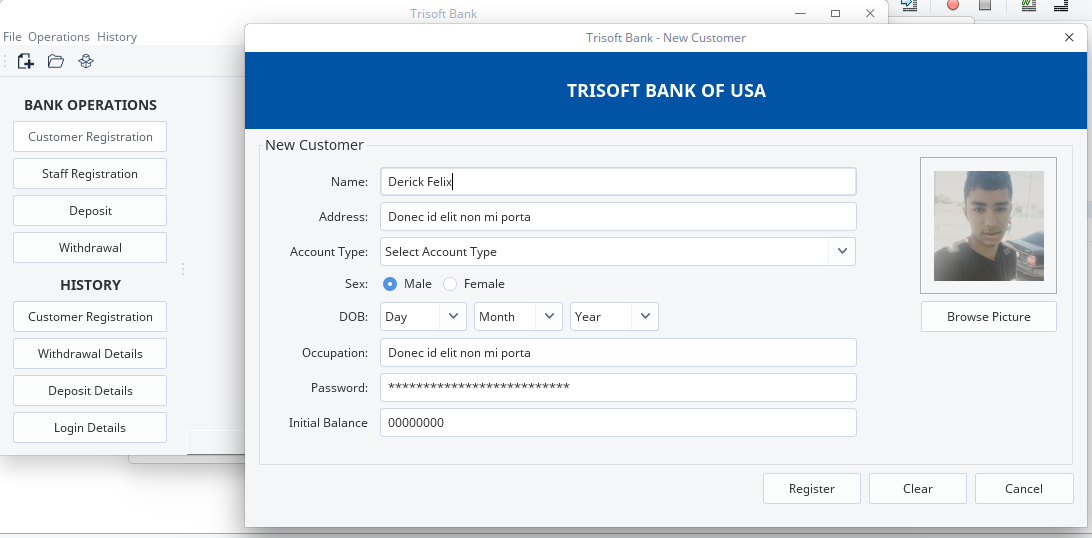 Trisoft Bank
File Operations History
BANK OPERATIONS
Customer Registration
Staff Registration
Deposit
Withdrawal
HISTORY
Customer Registration
Withdrawal Details
Deposit Details
Login Details
Trisoft Bank - New Customer
TRISOFT BANK OF USA
New Customer
Name: Derick Felix
Address: Donec id elit non mi porta
Account Type: Select Account Type
Sex: Male Female
DOB: Day Month Year
Occupation: Donec id elit non mi porta
Password: **************************
Initial Balance 00000000
Browse Picture
Register Clear Cancel